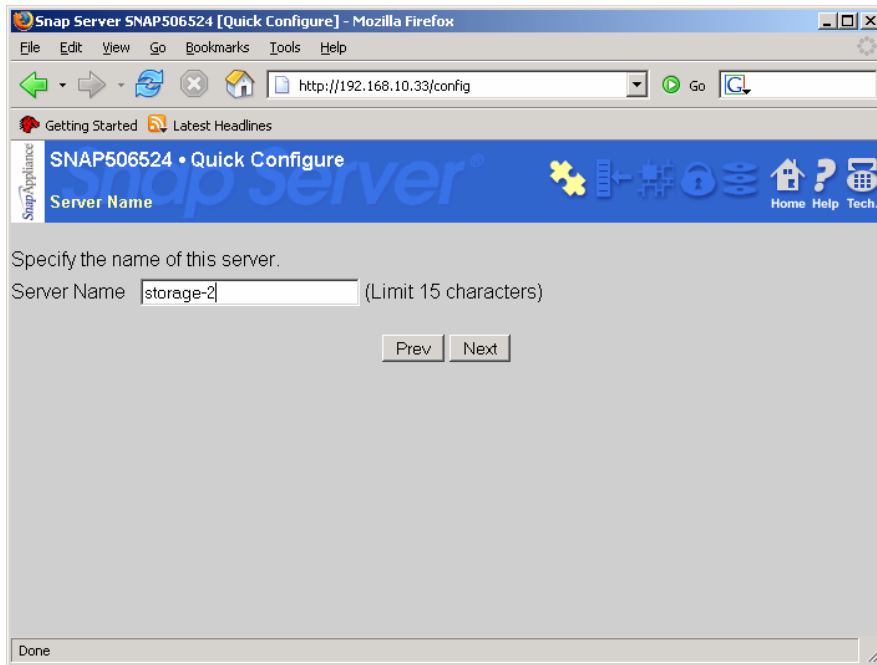 Snap Server SNAP506524 [Quick Configure] - Mozilla Firefox
File Edit View Go Bookmarks Tools Help
http://192.168.10.33/config Go G
Getting Started Latest Headlines
SnapAppliance
Snap Server®
SNAP506524 • Quick Configure
Server Name
Home Help Tech.
Specify the name of this server.
Server Name storage-2 (Limit 15 characters)
Prev Next
Done